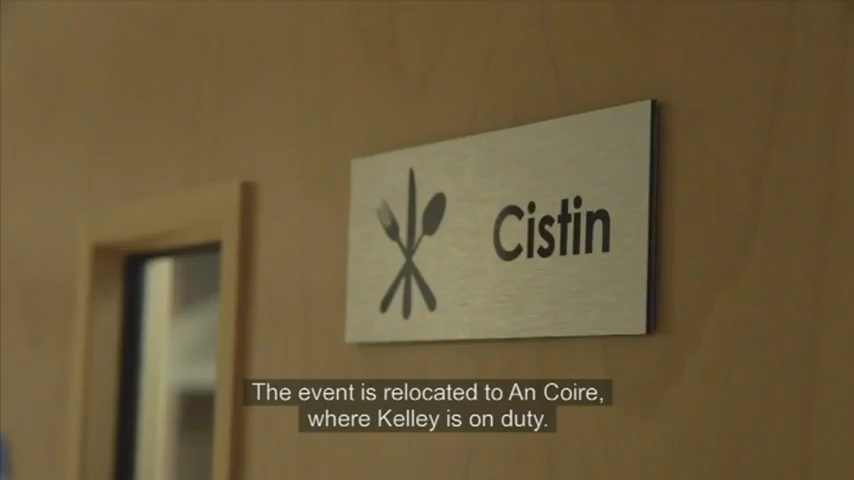 Cistin
The event is relocated to An Coire,
where Kelley is on duty.